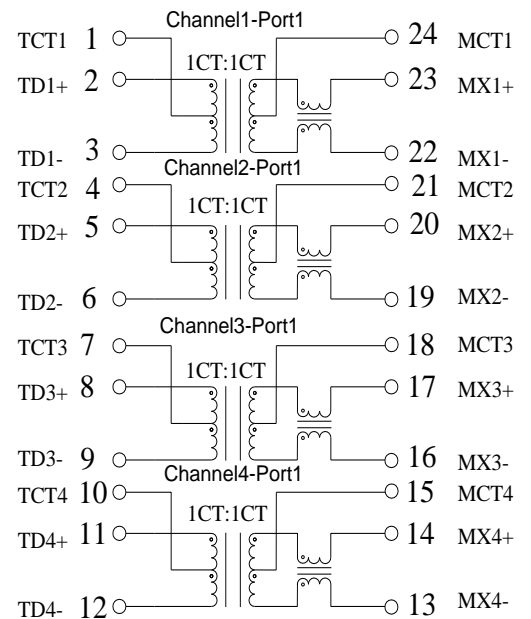 Channel1-Port1
TCT1 1 24 MCT1
1CT:1CT
TD1+ 2 23 MX1+
TD1- 3 22 MX1-
Channel2-Port1
TCT2 4 21 MCT2
1CT:1CT
TD2+ 5 20 MX2+
TD2- 6 19 MX2-
Channel3-Port1
TCT3 7 18 MCT3
1CT:1CT
TD3+ 8 17 MX3+
TD3- 9 16 MX3-
Channel4-Port1
TCT4 10 15 MCT4
1CT:1CT
TD4+ 11 14 MX4+
TD4- 12 13 MX4-